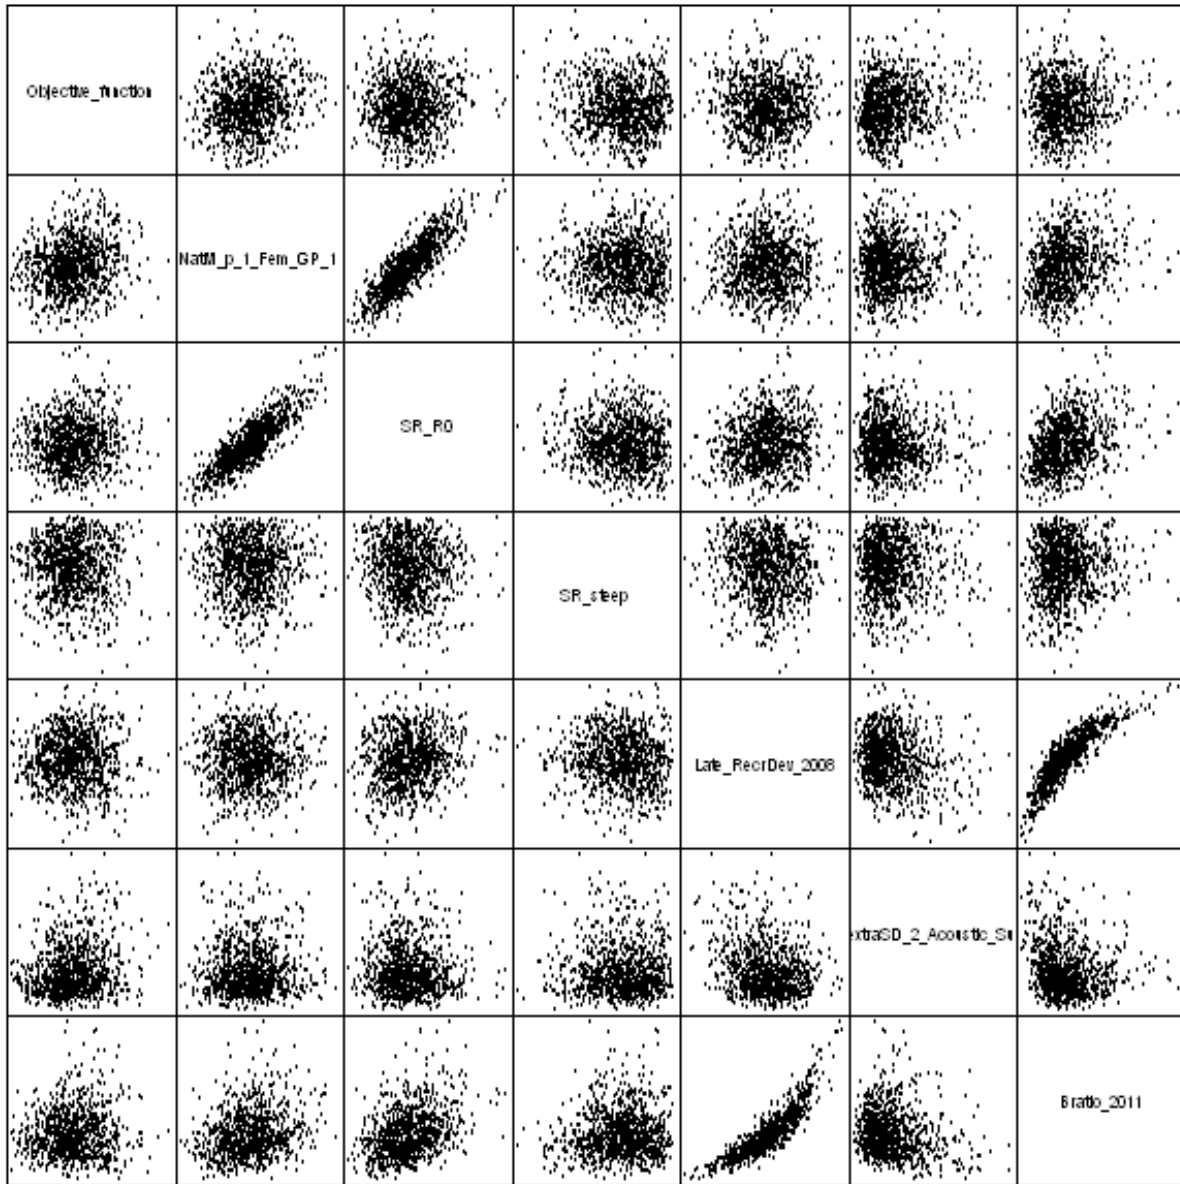 Objective_function
NatM_p_1_Fem_GP_1
SR_R0
SR_steep
Late_RecrDev_2008
extraSD_2_Acoustic_Su
Bratio_2011